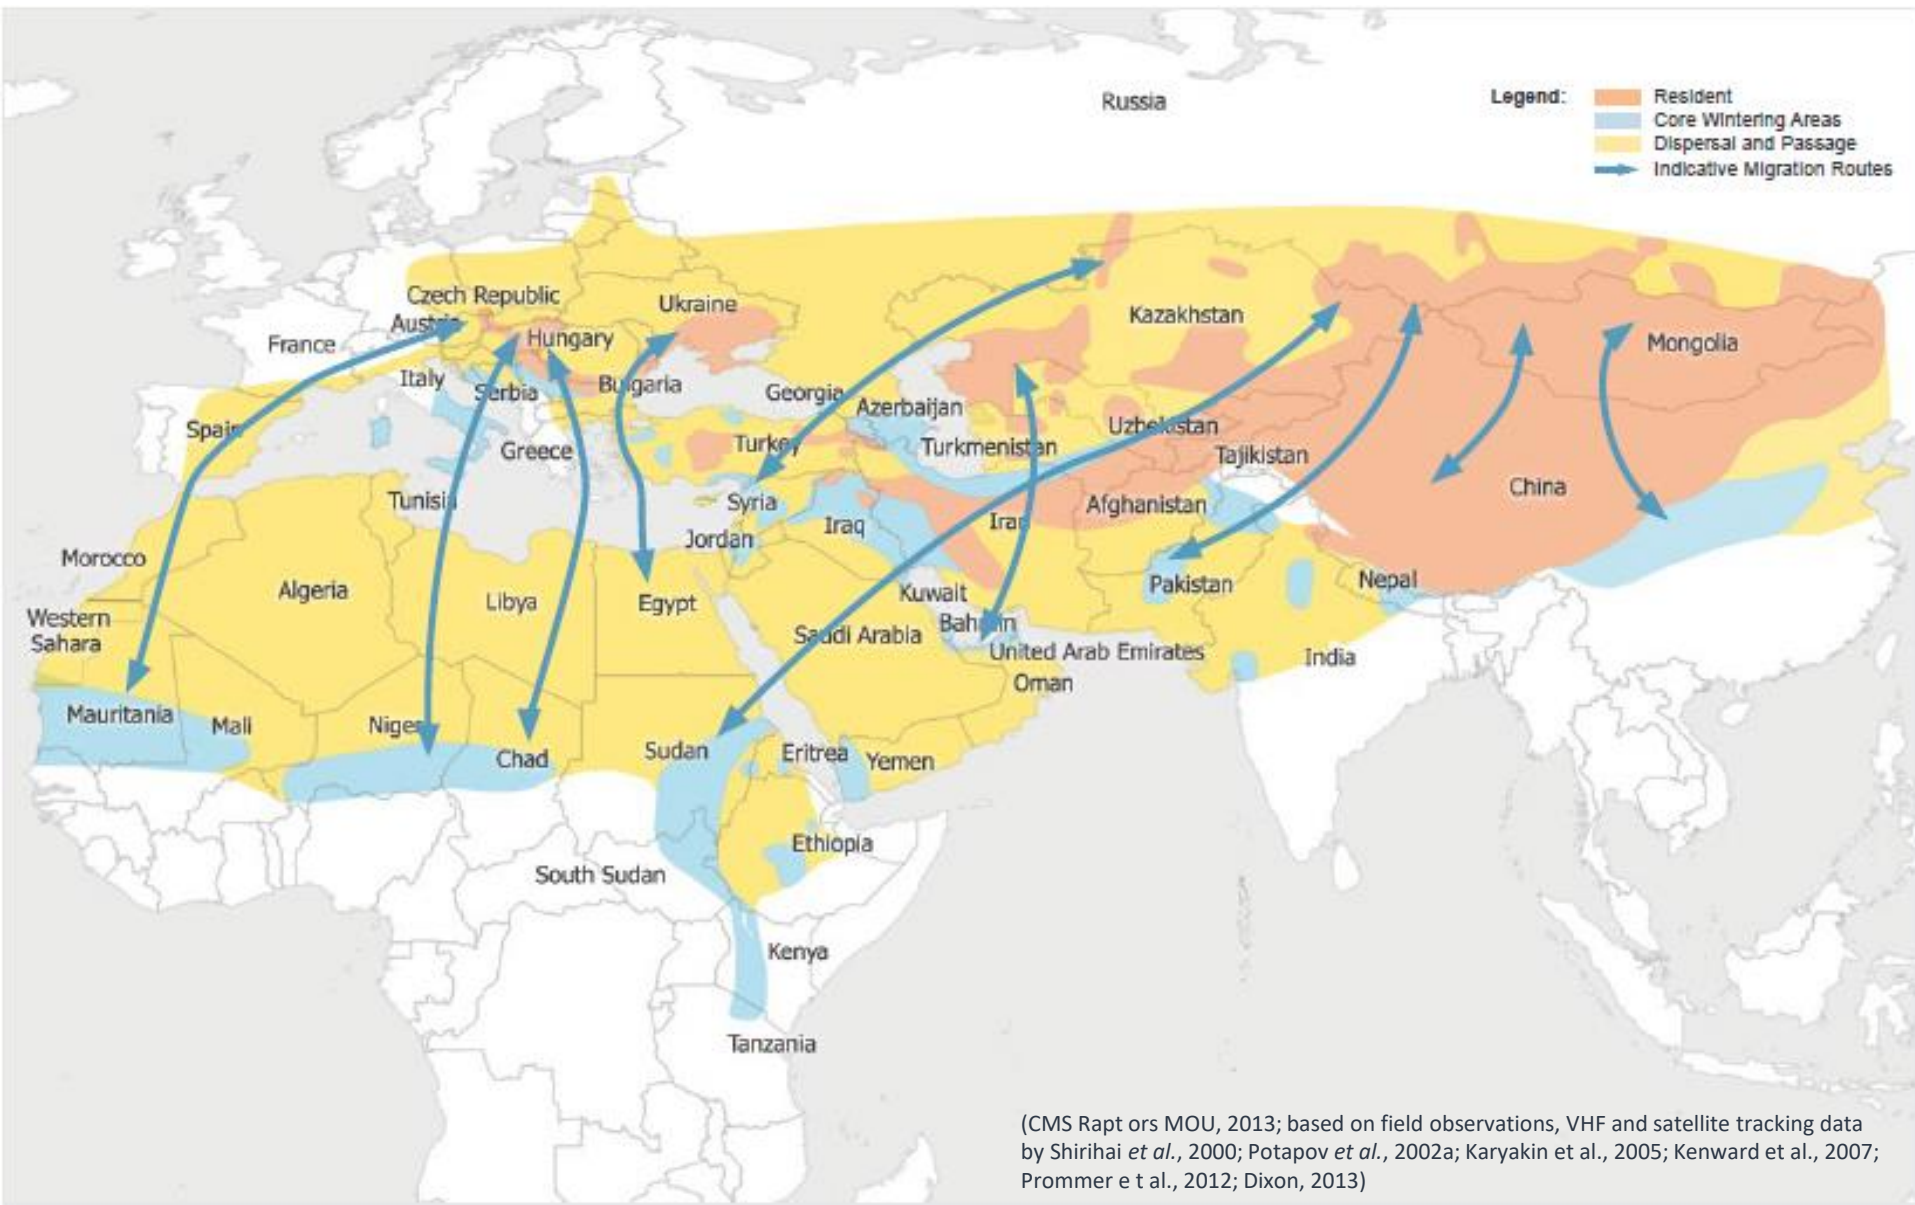 Russia
Legend:
Resident
Core Wintering Areas
Dispersal and Passage
Indicative Migration Routes
Czech Republic
Ukraine
Austria
Hungary
France
Kazakhstan
Mongolia
Italy
Serbia
Bulgaria
Georgia
Azerbaijan
Spain
Greece
Turkey
Turkmenistan
Uzbekistan
Tajikistan
China
Tunisia
Syria
Iraq
Iran
Afghanistan
Jordan
Morocco
Algeria
Libya
Egypt
Kuwait
Pakistan
Nepal
Western
Sahara
Saudi Arabia
Bahrain
United Arab Emirates
India
Oman
Mauritania
Mali
Niger
Chad
Sudan
Eritrea
Yemen
Ethiopia
South Sudan
Kenya
Tanzania
(CMS Rapt ors MOU, 2013; based on field observations, VHF and satellite tracking data
by Shirihai et al., 2000; Potapov et al., 2002a; Karyakin et al., 2005; Kenward et al., 2007;
Prommer e t al., 2012; Dixon, 2013)